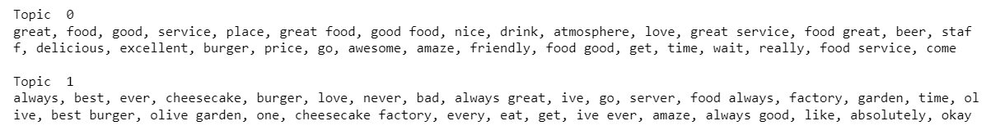 Topic  0
great, food, good, service, place, great food, good food, nice, drink, atmosphere, love, great service, food great, beer, staf
f, delicious, excellent, burger, price, go, awesome, amaze, friendly, food good, get, time, wait, really, food service, come
Topic  1
always, best, ever, cheesecake, burger, love, never, bad, always great, ive, go, server, food always, factory, garden, time, ol
ive, best burger, olive garden, one, cheesecake factory, every, eat, get, ive ever, amaze, always good, like, absolutely, okay